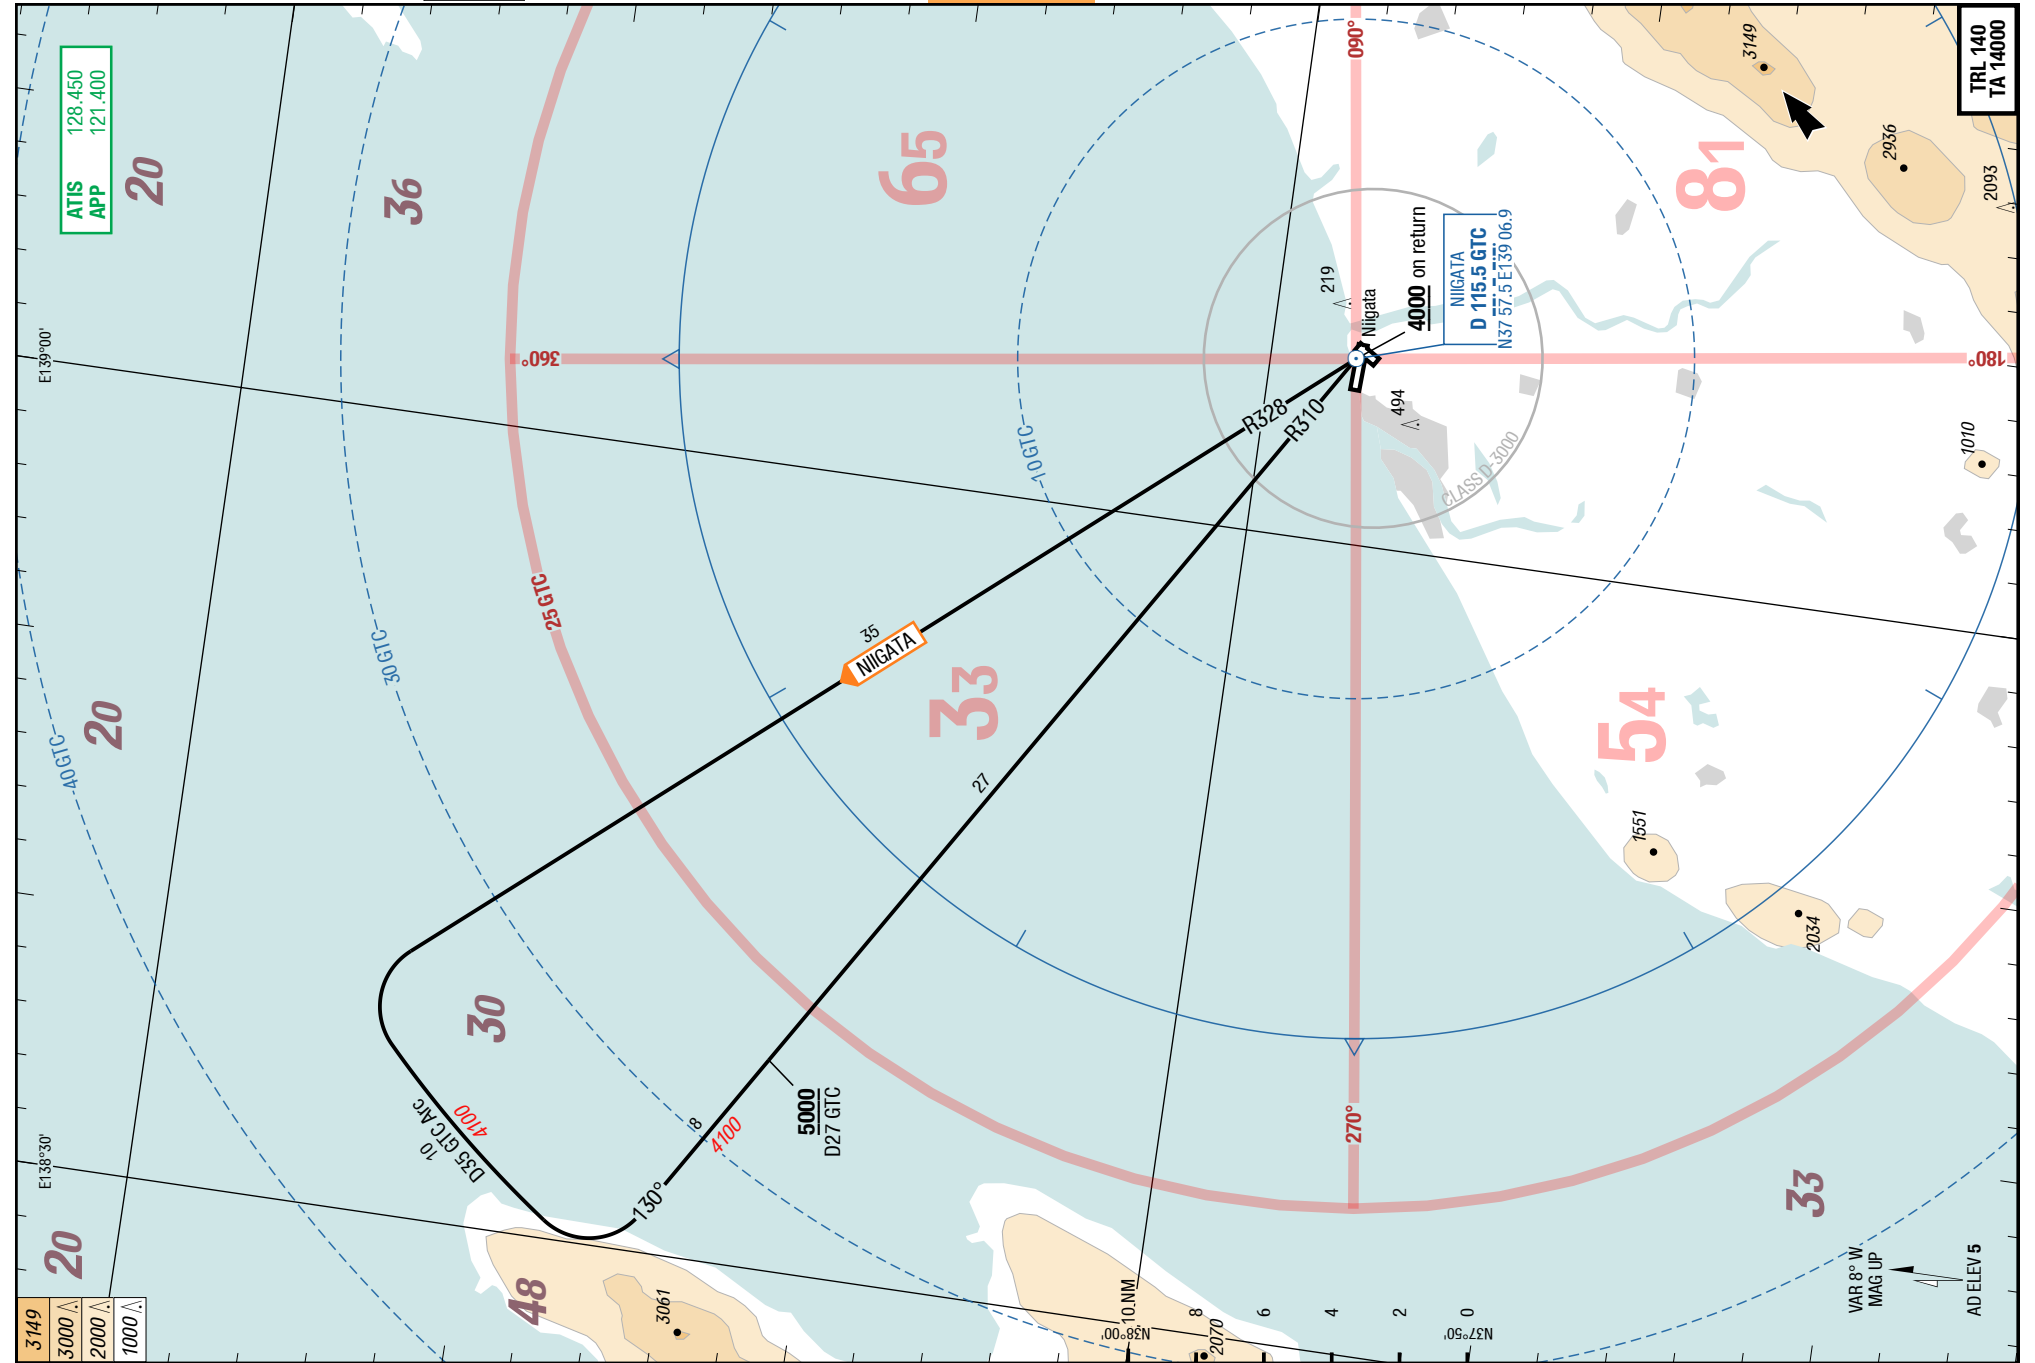 ATIS 128.450
APP 121.400
TRL 140
TA 14000
20
36
65
81
090°
3149
2936
2093
219
Niigata
4000 on return
NIIGATA
D 115.5 GTC
N37 57.5 E139 06.9
E139°00'
360°
180°
494
CLASS D-3000
1010
R328
R310
10 GTC
25 GTC
30 GTC
40 GTC
35
NIIGATA
33
27
54
20
1551
2034
30
10
D35 GTC Arc
4100
8
4100
5000
D27 GTC
130°
270°
33
E138°30'
20
48
3061
2070
10 NM
8
6
4
2
0
N38°00'
N37°50'
VAR 8° W
MAG UP
AD ELEV 5
3149
3000
2000
1000